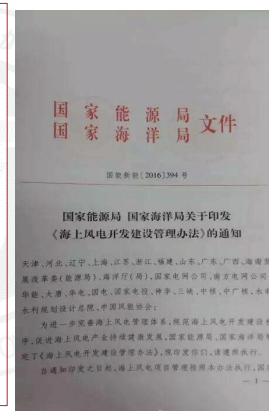 国家能源局
国家海洋局 文件
国能新能[2016]394 号
国家能源局 国家海洋局关于印发
《海上风电开发建设管理办法》的通知
天津、河北、辽宁、上海、江苏、浙江、福建、山东、广东、广西、海南发
展改革委(能源局)、海洋厅(局),国家电网公司、南方电网公司
华能、大唐、华电、国电、国家电投、神华、三峡、中核、中广核、水电
水利规划设计总院、中国风能协会:
为进一步完善海上风电管理体系,规范海上风电开发建设秩
序,促进海上风电产业持续健康发展,国家能源局、国家海洋局制
定了《海上风电开发建设管理办法》,现印发你们,请遵照执行。
自通知印发之日起,海上风电项目管理按照本办法执行,国家
— 1 —